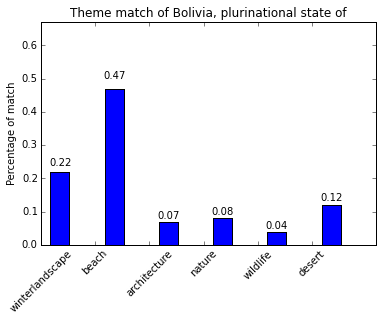 Theme match of Bolivia, plurinational state of
Percentage of match
0.6
0.5
0.4
0.3
0.2
0.1
0.0
0.22
0.47
0.07
0.08
0.04
0.12
winterlandscape
beach
architecture
nature
wildlife
desert